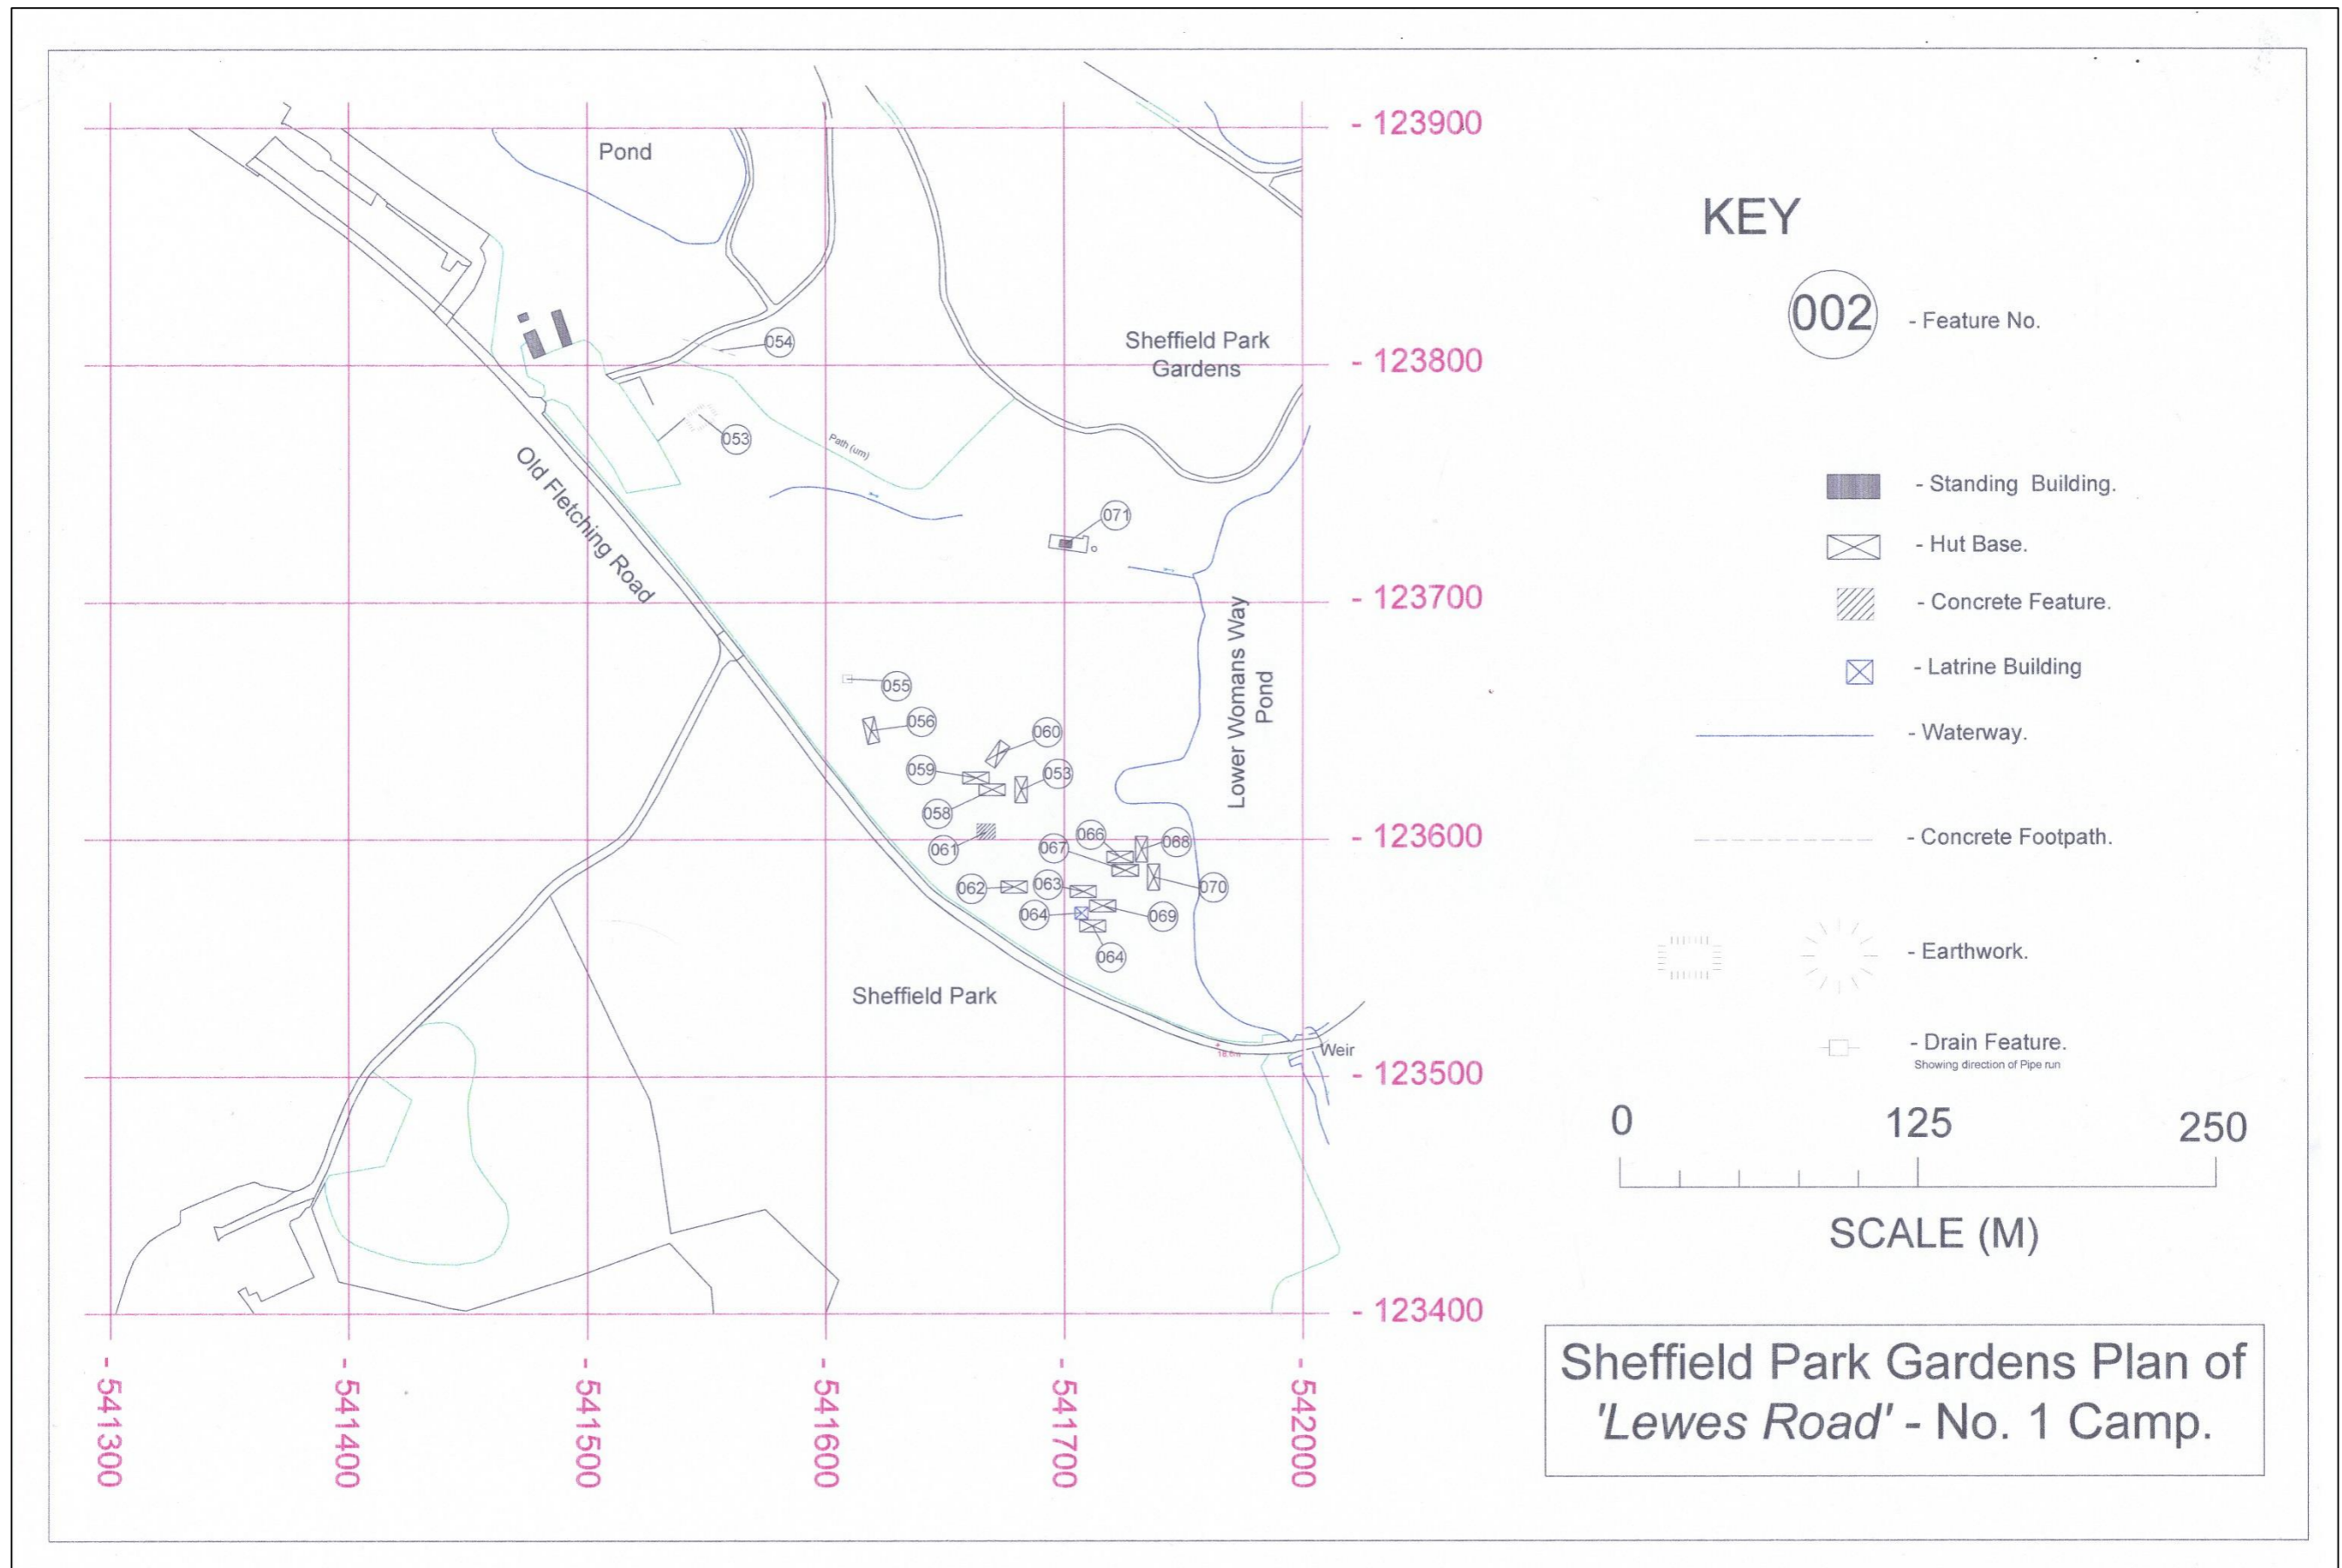 - 123900
Pond
KEY
002 - Feature No.
Sheffield Park
Gardens
054
- 123800
053
Path (um)
Old Fletching Road
- Standing Building.
071
- Hut Base.
- 123700
- Concrete Feature.
Lower Womans Way
Pond
- Latrine Building
055
056
060
- Waterway.
059
053
058
- 123600
- Concrete Footpath.
061
066
067
068
062
063
070
064
069
064
- Earthwork.
Sheffield Park
Weir
- Drain Feature.
Showing direction of Pipe run
- 123500
0 125 250
SCALE (M)
- 123400
Sheffield Park Gardens Plan of
'Lewes Road' - No. 1 Camp.
- 541300
- 541400
- 541500
- 541600
- 541700
- 542000